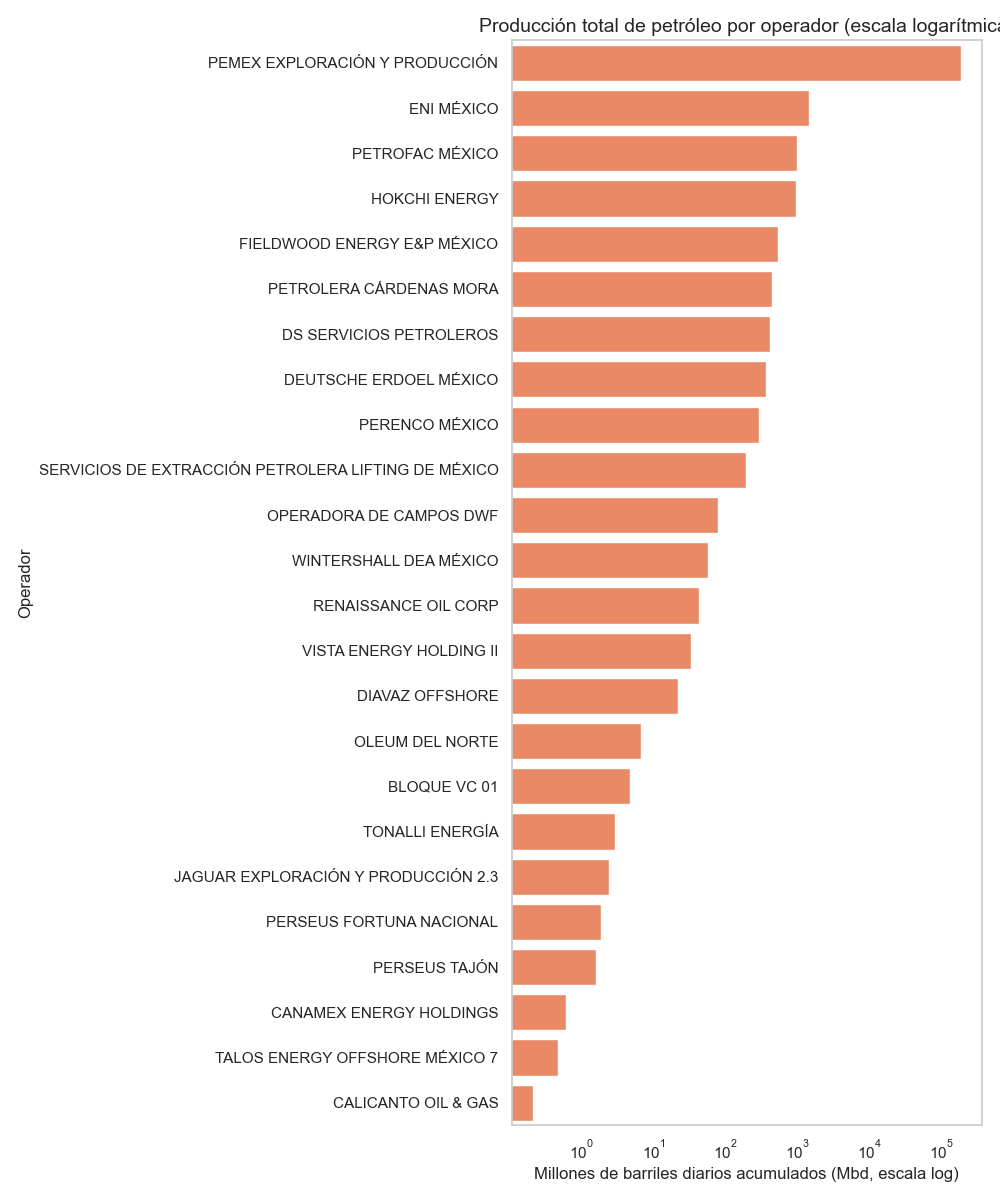 Producción total de petróleo por operador (escala logarítmica
PEMEX EXPLORACIÓN Y PRODUCCIÓN
ENI MÉXICO
PETROFAC MÉXICO
HOKCHI ENERGY
FIELDWOOD ENERGY E&P MÉXICO
PETROLERA CÁRDENAS MORA
DS SERVICIOS PETROLEROS
DEUTSCHE ERDOEL MÉXICO
PERENCO MÉXICO
SERVICIOS DE EXTRACCIÓN PETROLERA LIFTING DE MÉXICO
OPERADORA DE CAMPOS DWF
WINTERSHALL DEA MÉXICO
RENAISSANCE OIL CORP
VISTA ENERGY HOLDING II
DIAVAZ OFFSHORE
OLEUM DEL NORTE
BLOQUE VC 01
TONALLI ENERGÍA
JAGUAR EXPLORACIÓN Y PRODUCCIÓN 2.3
PERSEUS FORTUNA NACIONAL
PERSEUS TAJÓN
CANAMEX ENERGY HOLDINGS
TALOS ENERGY OFFSHORE MÉXICO 7
CALICANTO OIL & GAS
Operador
10⁰ 10¹ 10² 10³ 10⁴ 10⁵
Millones de barriles diarios acumulados (Mbd, escala log)